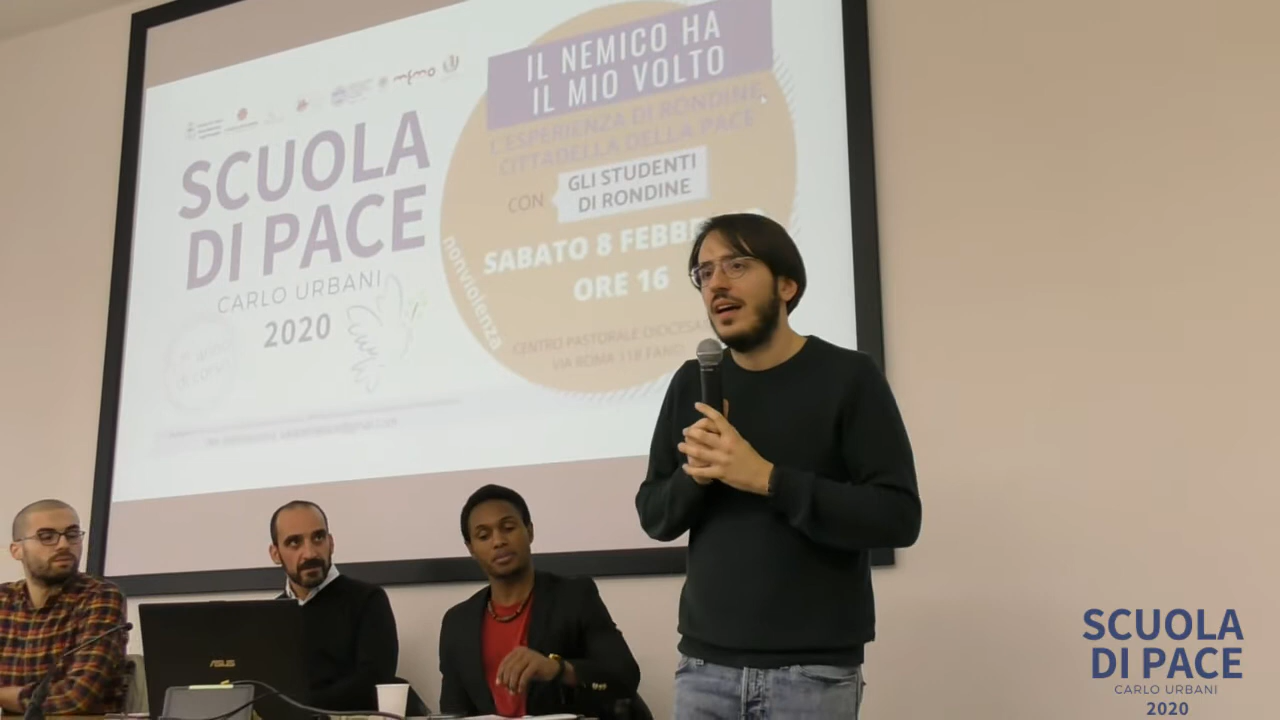 memo
SCUOLA
DI PACE
CARLO URBANI
2020
IL NEMICO HA
IL MIO VOLTO
L'ESPERIENZA DI RONDINE
CITTADELLA DELLA PACE
CON
GLI STUDENTI
DI RONDINE
SABATO 8 FEBB
ORE 16
nonviolenza
CENTRO PASTORALE DIOCESA
VIA ROMA 118 FANO
ASUS
SCUOLA
DI PACE
CARLO URBANI
2020